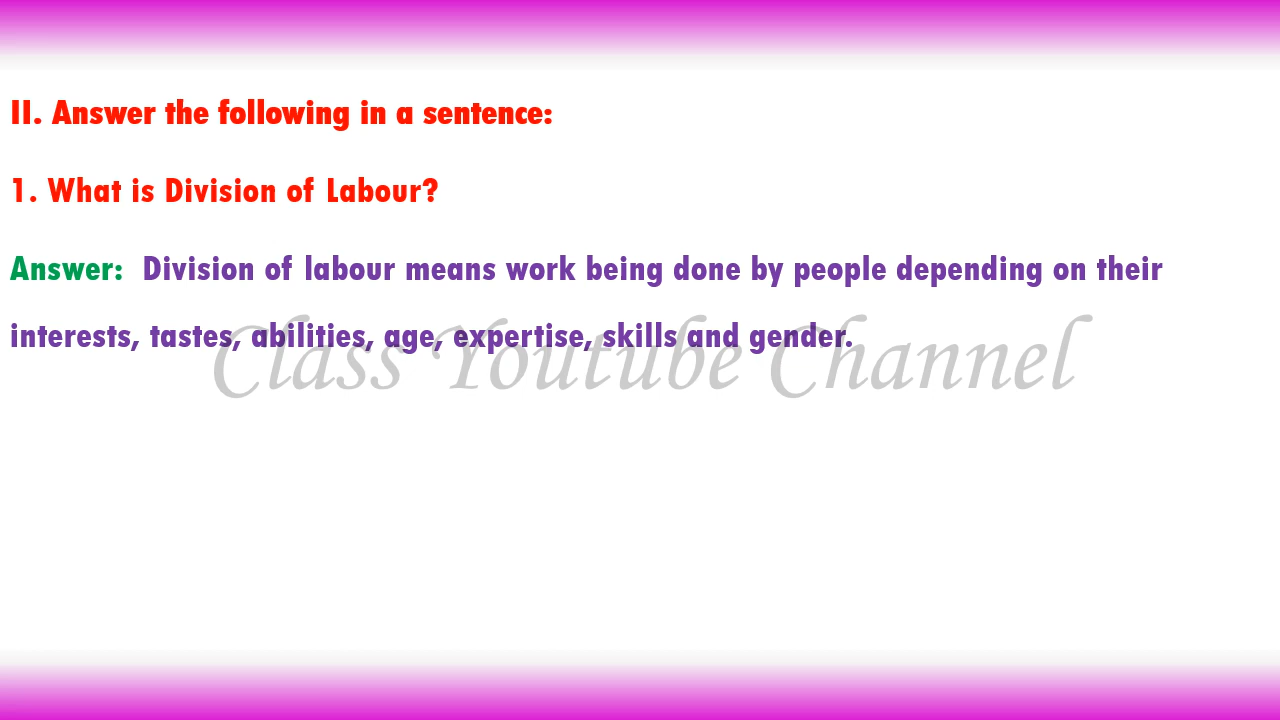 II. Answer the following in a sentence:
1. What is Division of Labour?
Answer: Division of labour means work being done by people depending on their
interests, tastes, abilities, age, expertise, skills and gender.
Class Youtube Channel